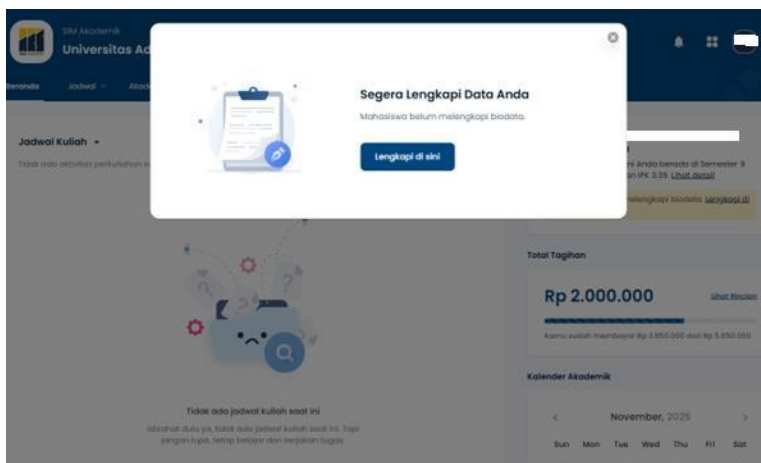 SIM Akademik
Universitas Ad
Beranda
Jadwal
Akad
Segera Lengkapi Data Anda
Mahasiswa belum melengkapi biodata.
Lengkapi di sini
Jadwal Kuliah
Tidak ada aktivitas perkuliahan
ni Anda berada di Semester 9
an IPK 3.39. Lihat detail
melengkapi biodata. Lengkapi di
Total Tagihan
Rp 2.000.000
Lihat Rincian
Kamu sudah membayar Rp 3.850.000 dari Rp 5.850.000
Kalender Akademik
November, 2025
Sun Mon Tue Wed Thu Fri Sat
Tidak ada jadwal kuliah saat ini
Istirahat dulu ya, tidak ada jadwal kuliah saat ini. Tapi
jangan lupa, tetap belajar dan kerjakan tugas